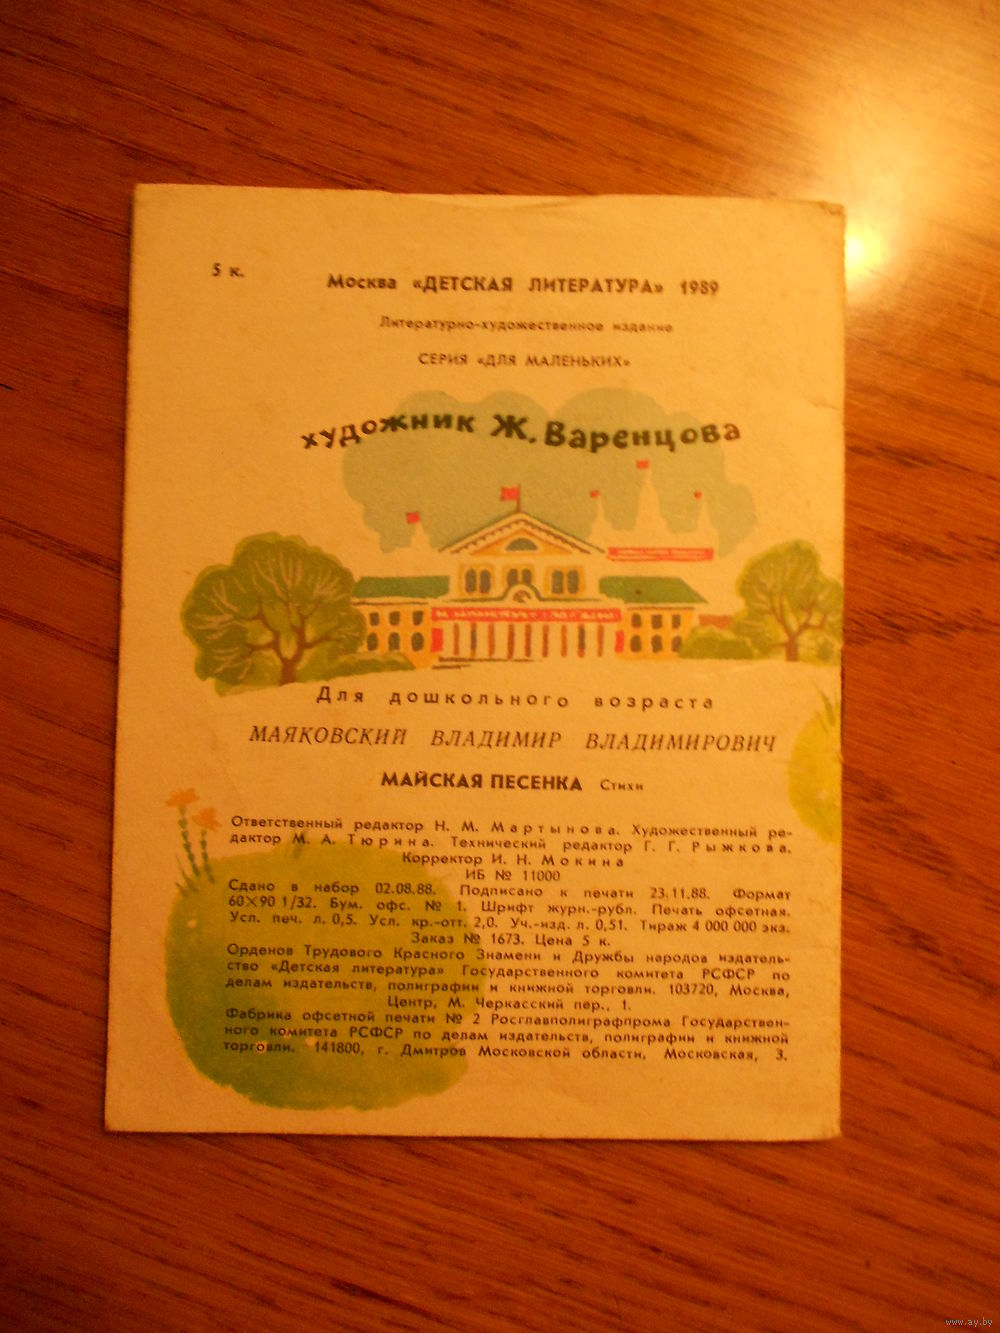 5 к.
Москва «ДЕТСКАЯ ЛИТЕРАТУРА» 1989
Литературно-художественное издание
СЕРИЯ «ДЛЯ МАЛЕНЬКИХ»
художник Ж. Варенцова
Для дошкольного возраста
МАЯКОВСКИЙ ВЛАДИМИР ВЛАДИМИРОВИЧ
МАЙСКАЯ ПЕСЕНКА Стихи
Ответственный редактор Н. М. Мартынова. Художественный ре-
дактор М. А. Тюрина. Технический редактор Г. Г. Рыжкова.
Корректор И. Н. Мокина
ИБ № 11000
Сдано в набор 02.08.88. Подписано к печати 23.11.88. Формат
60×90 1/32. Бум. офс. № 1. Шрифт журн.-рубл. Печать офсетная.
Усл. печ. л. 0,5. Усл. кр.-отт. 2,0. Уч.-изд. л. 0,51. Тираж 4 000 000 экз.
Заказ № 1673. Цена 5 к.
Орденов Трудового Красного Знамени и Дружбы народов издатель-
ство «Детская литература» Государственного комитета РСФСР по
делам издательств, полиграфии и книжной торговли. 103720, Москва,
Центр, М. Черкасский пер., 1.
Фабрика офсетной печати № 2 Росглавполиграфпрома Государствен-
ного комитета РСФСР по делам издательств, полиграфии и книжной
торговли. 141800, г. Дмитров Московской области, Московская, 3.
www.ay.by